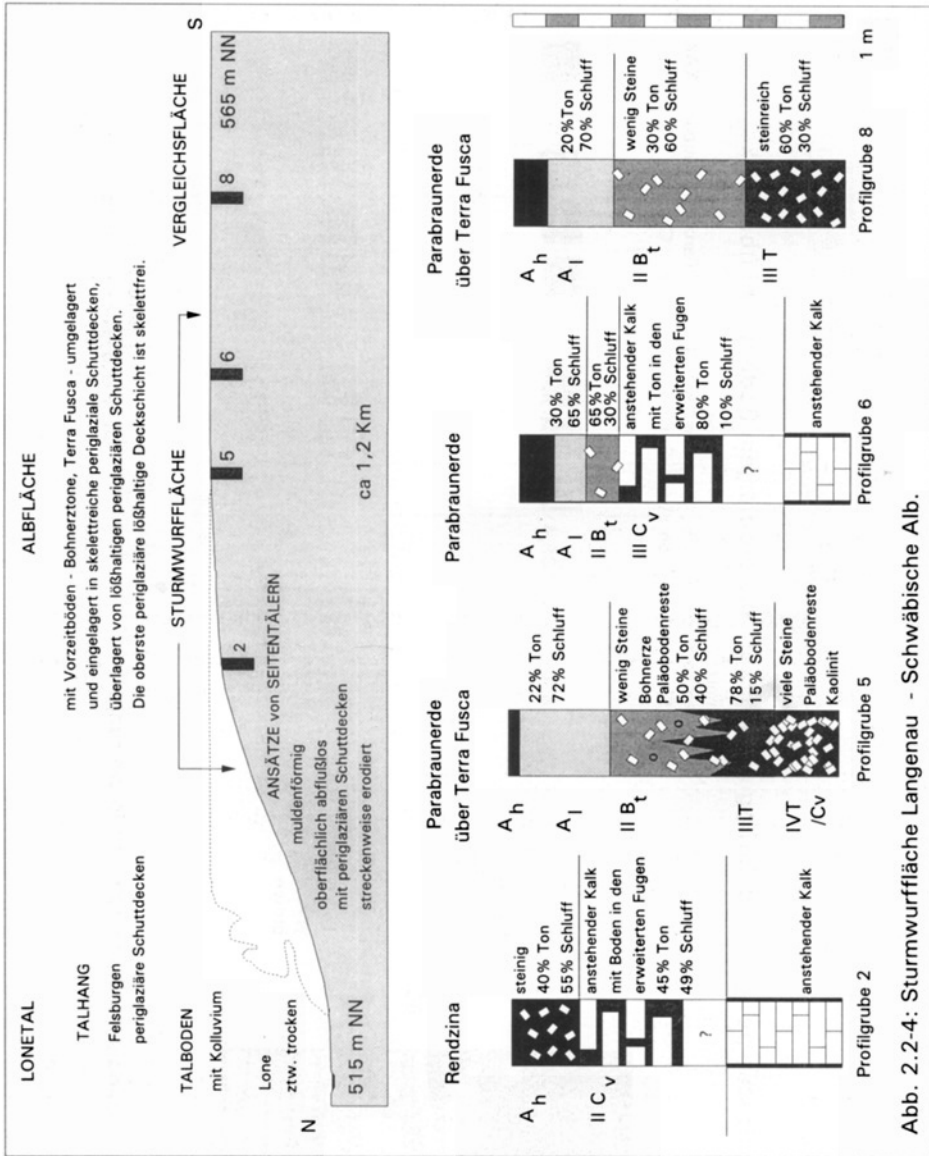 LONETAL
TALHANG
Felsburgen
periglaziäre Schuttdecken
TALBODEN
mit Kolluvium
Lone
ztw. trocken
N
515 m NN
ALBFLÄCHE
mit Vorzeitböden - Bohnerztone, Terra Fusca - umgelagert
und eingelagert in skelettreiche periglaziale Schuttdecken,
überlagert von lößhaltigen periglaziären Schuttdecken.
Die oberste periglaziäre lößhaltige Deckschicht ist skelettfrei.
STURMWURFFLÄCHE
VERGLEICHSFLÄCHE
S
2
5
6
8
565 m NN
ANSÄTZE von SEITENTÄLERN
muldenförmig
oberflächlich abflußlos
mit periglaziären Schuttdecken
streckenweise erodiert
ca 1,2 Km
Rendzina
Ah
II Cv
steinig
40% Ton
55% Schluff
anstehender Kalk
mit Boden in den
erweiterten Fugen
45% Ton
49% Schluff
?
anstehender Kalk
Profilgrube 2
Parabraunerde
über Terra Fusca
Ah
Al
II Bt
IIIT
IVT
/Cv
22% Ton
72% Schluff
wenig Steine
Bohnerze
Paläobodenreste
50% Ton
40% Schluff
78% Ton
15% Schluff
viele Steine
Paläobodenreste
Kaolinit
Profilgrube 5
Parabraunerde
Ah
Al
II Bt
III Cv
30% Ton
65% Schluff
65%Ton
30% Schluff
anstehender Kalk
mit Ton in den
erweiterten Fugen
80% Ton
10% Schluff
?
anstehender Kalk
Profilgrube 6
Parabraunerde
über Terra Fusca
Ah
Al
II Bt
III T
20%Ton
70% Schluff
wenig Steine
30% Ton
60% Schluff
steinreich
60% Ton
30% Schluff
Profilgrube 8
1 m
Abb. 2.2-4: Sturmwurffläche Langenau - Schwäbische Alb.